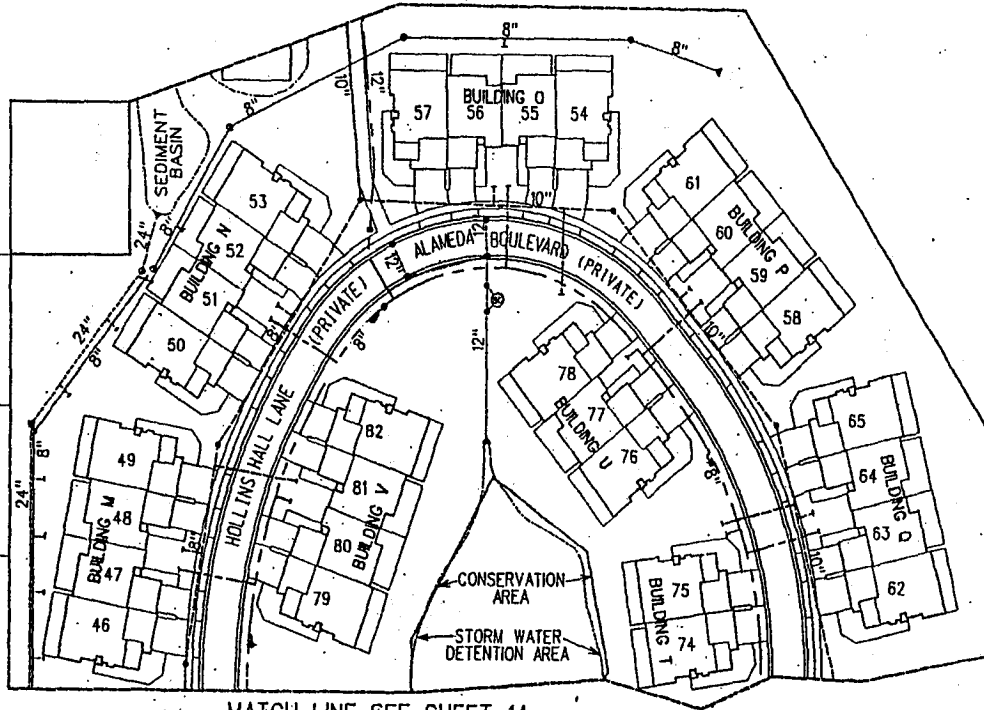 8"
8"
8"
10"
12"
57
BUILDING O
56
55
54
SEDIMENT
BASIN
53
52
BUILDING N
51
50
24"
8"
24"
8"
10"
61
60
BUILDING P
59
58
10"
ALAMEDA BOULEVARD (PRIVATE)
12"
12"
12"
8"
8"
HOLLINS HALL LANE (PRIVATE)
78
77
BUILDING U
76
8"
8"
24"
49
48
BUILDING M
47
46
8"
82
81
BUILDING V
80
79
65
64
BUILDING Q
63
62
10"
75
BUILDING T
74
CONSERVATION
AREA
STORM WATER
DETENTION AREA
MATCH LINE SEE SHEET 11